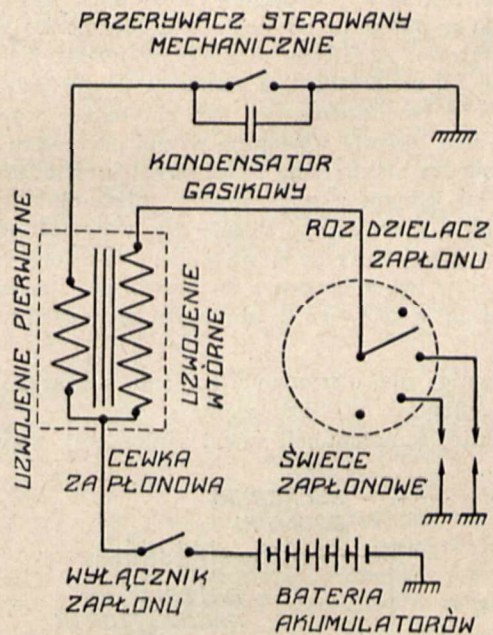 PRZERYWACZ STEROWANY
MECHANICZNIE
KONDENSATOR
GASIKOWY
ROZDZIELACZ
ZAPŁONU
UZWOJENIE PIERWOTNE
UZWOJENIE
WTÓRNE
CEWKA
ZAPŁONOWA
ŚWIECE
ZAPŁONOWE
WYŁĄCZNIK
ZAPŁONU
BATERIA
AKUMULATORÓW